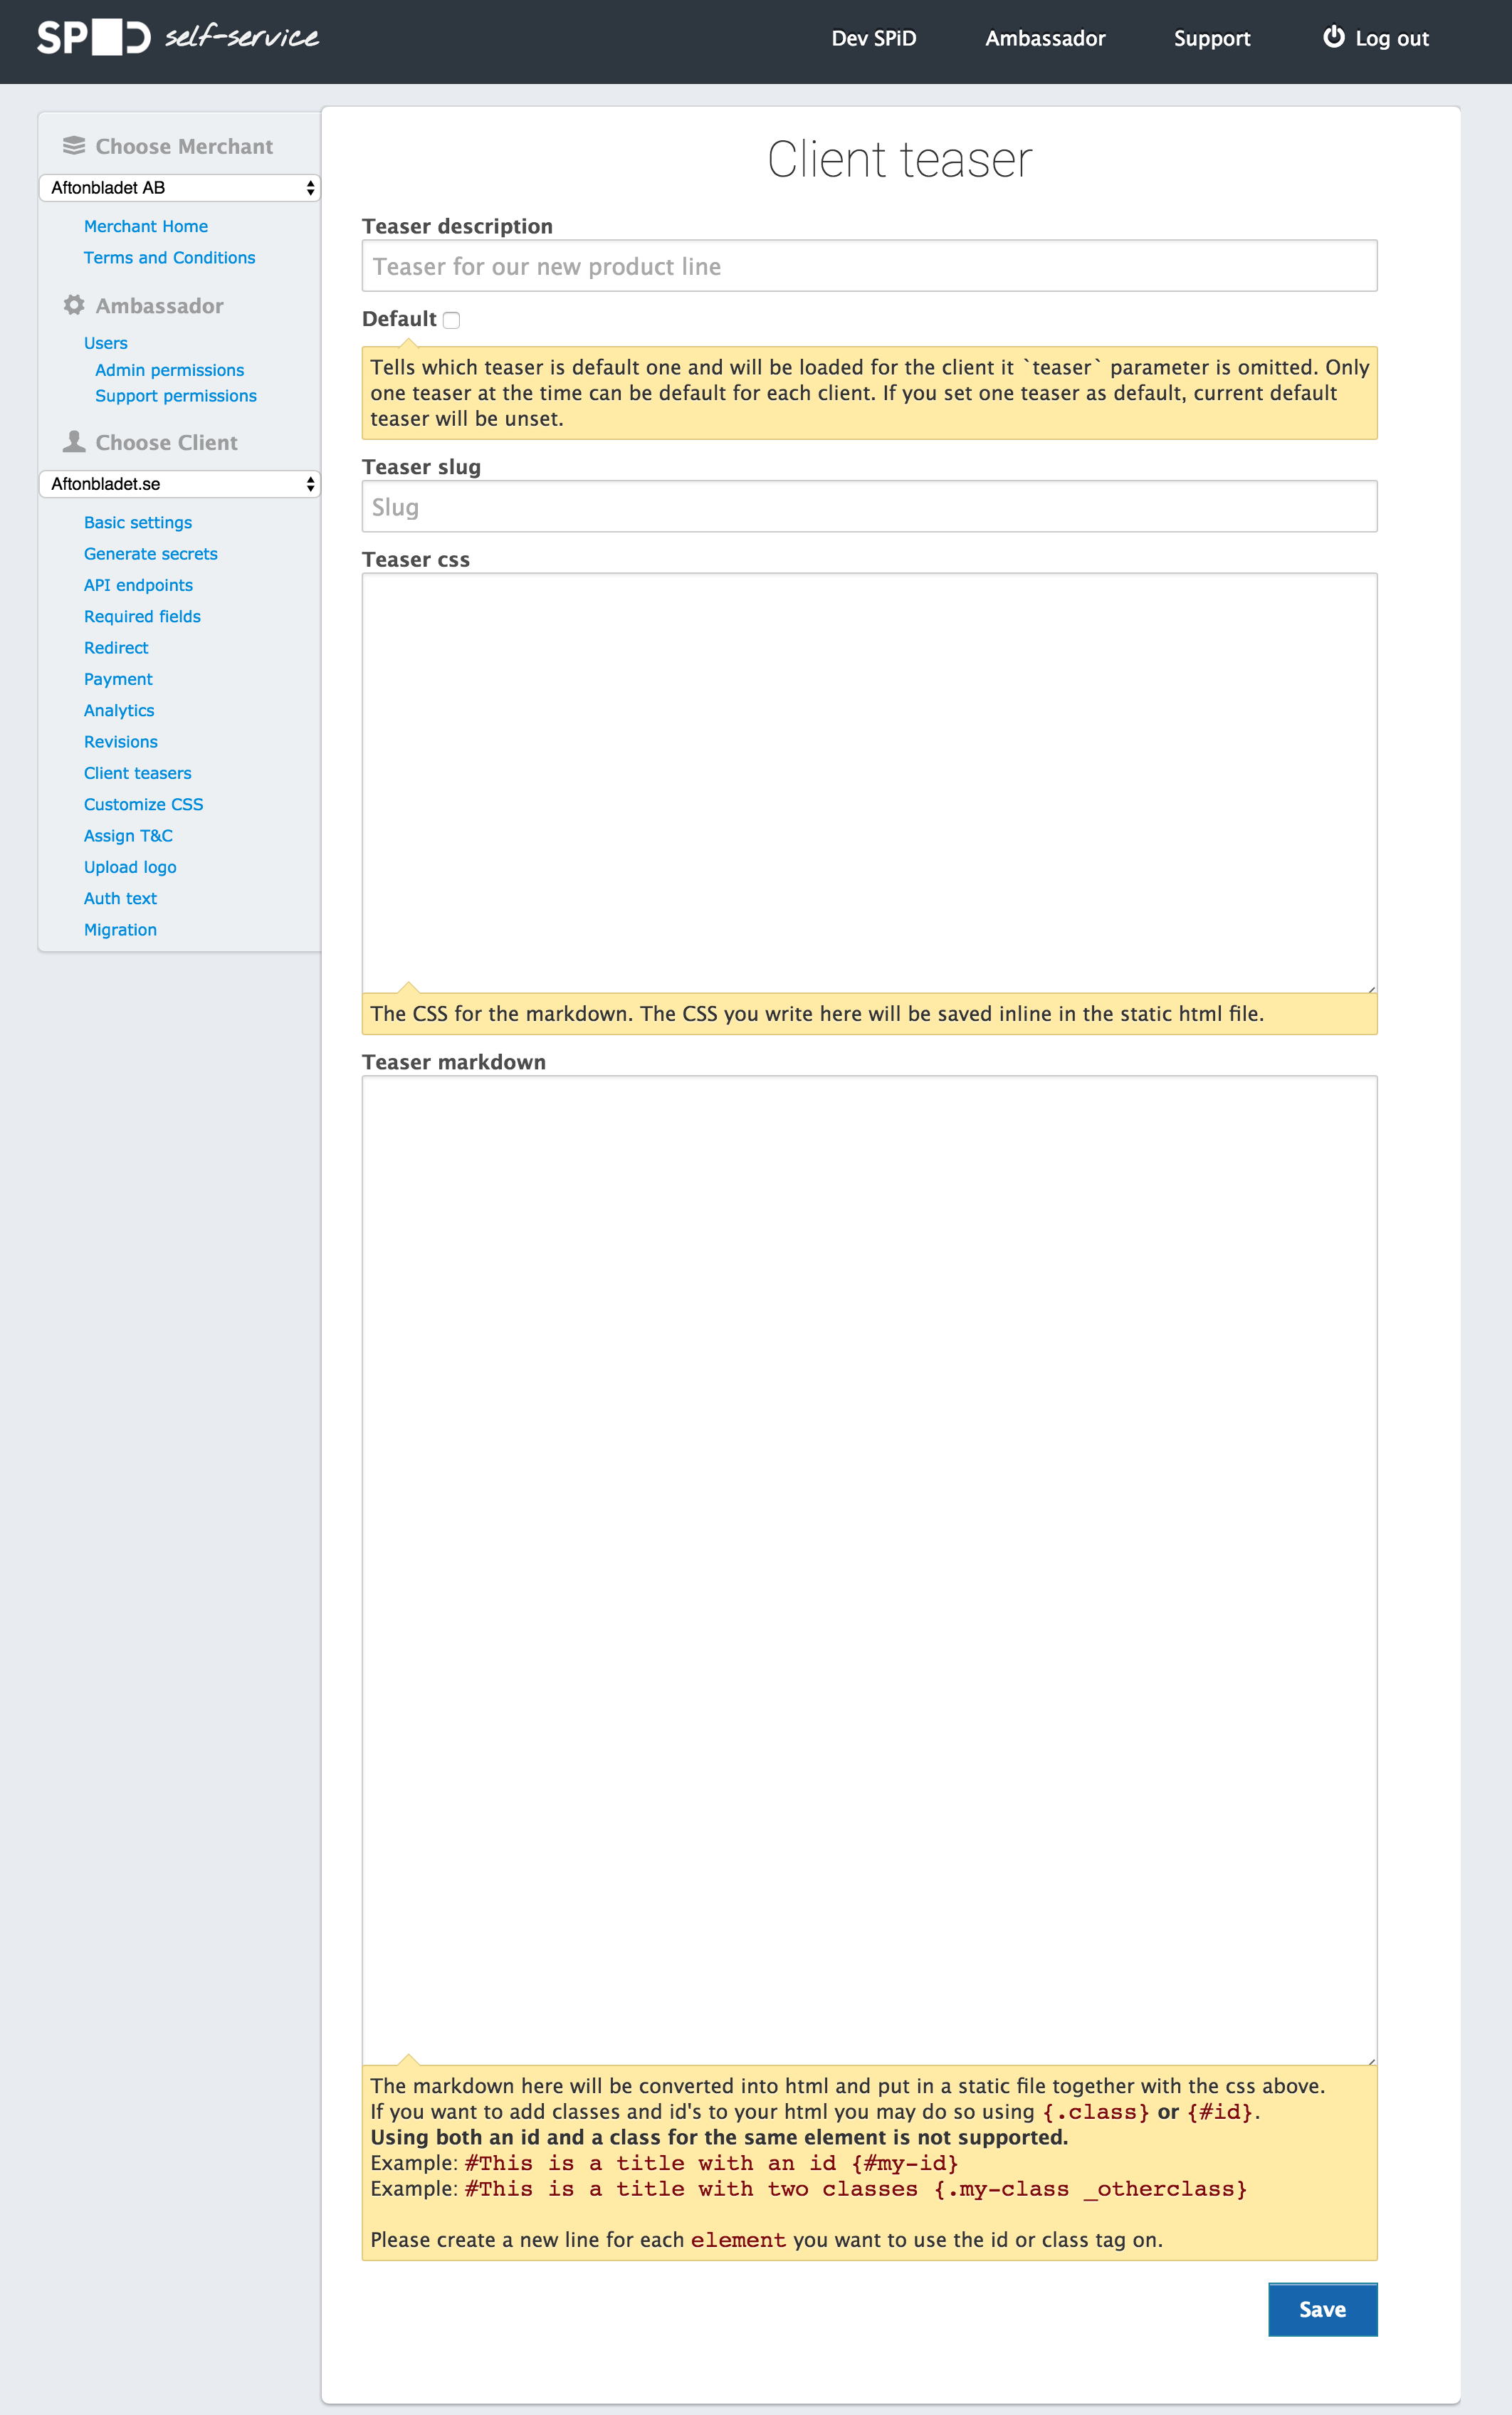 SPiD self-service
Dev SPiD
Ambassador
Support
Log out
Choose Merchant
Aftonbladet AB
Merchant Home
Terms and Conditions
Ambassador
Users
Admin permissions
Support permissions
Choose Client
Aftonbladet.se
Basic settings
Generate secrets
API endpoints
Required fields
Redirect
Payment
Analytics
Revisions
Client teasers
Customize CSS
Assign T&C
Upload logo
Auth text
Migration
Client teaser
Teaser description
Teaser for our new product line
Default
Tells which teaser is default one and will be loaded for the client it `teaser` parameter is omitted. Only
one teaser at the time can be default for each client. If you set one teaser as default, current default
teaser will be unset.
Teaser slug
Slug
Teaser css
The CSS for the markdown. The CSS you write here will be saved inline in the static html file.
Teaser markdown
The markdown here will be converted into html and put in a static file together with the css above.
If you want to add classes and id's to your html you may do so using {.class} or {#id}.
Using both an id and a class for the same element is not supported.
Example: #This is a title with an id {#my-id}
Example: #This is a title with two classes {.my-class _otherclass}
Please create a new line for each element you want to use the id or class tag on.
Save